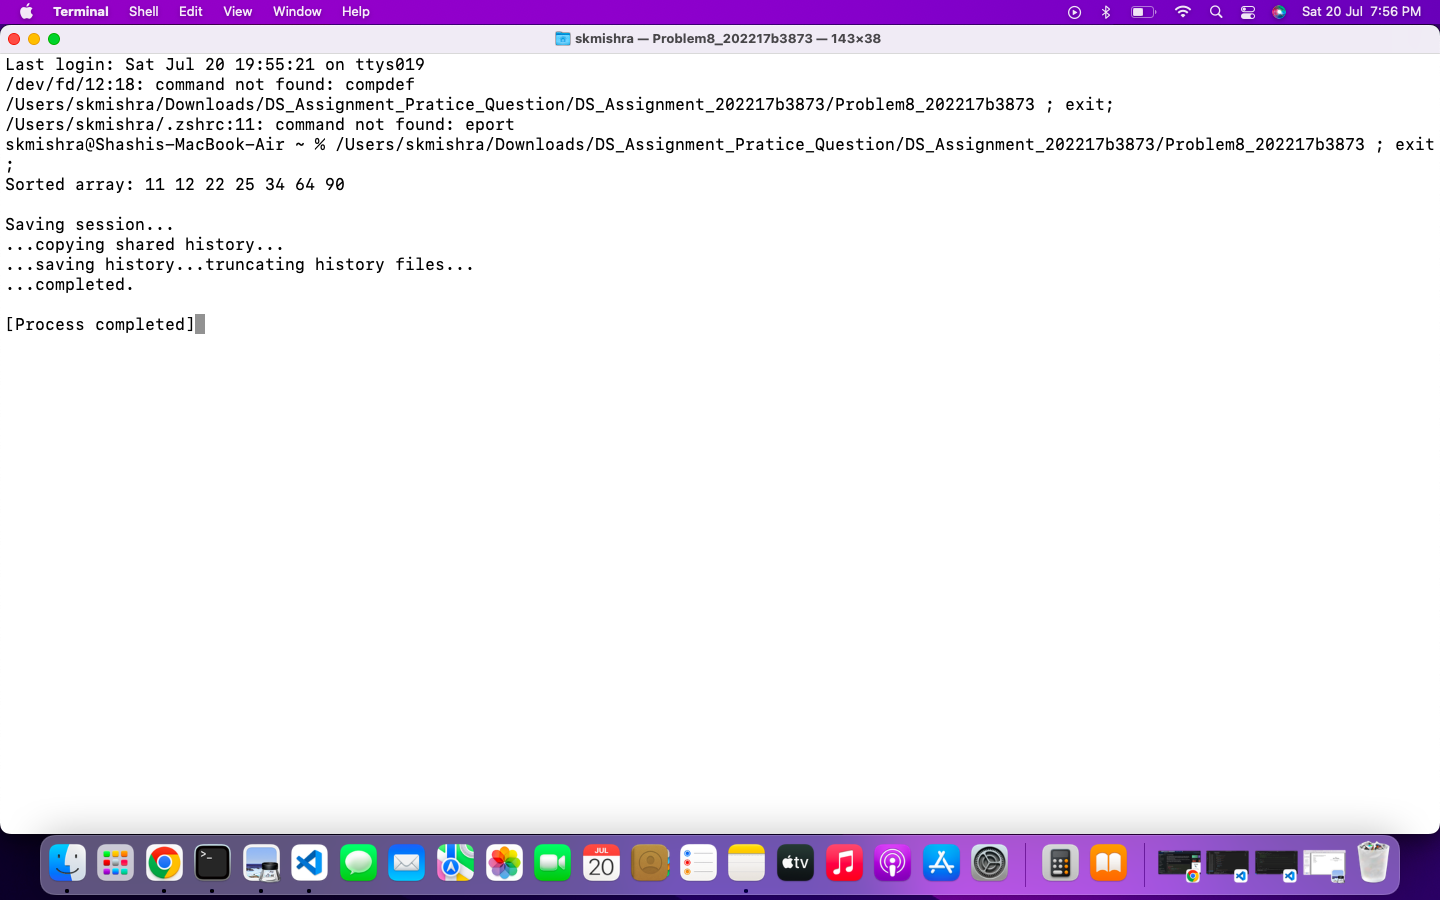 Terminal Shell Edit View Window Help Sat 20 Jul 7:56 PM
skmishra — Problem8_202217b3873 — 143×38
Last login: Sat Jul 20 19:55:21 on ttys019
/dev/fd/12:18: command not found: compdef
/Users/skmishra/Downloads/DS_Assignment_Pratice_Question/DS_Assignment_202217b3873/Problem8_202217b3873 ; exit;
/Users/skmishra/.zshrc:11: command not found: eport
skmishra@Shashis-MacBook-Air ~ % /Users/skmishra/Downloads/DS_Assignment_Pratice_Question/DS_Assignment_202217b3873/Problem8_202217b3873 ; exit
;
Sorted array: 11 12 22 25 34 64 90
Saving session...
...copying shared history...
...saving history...truncating history files...
...completed.
[Process completed]
JUL
20
tv